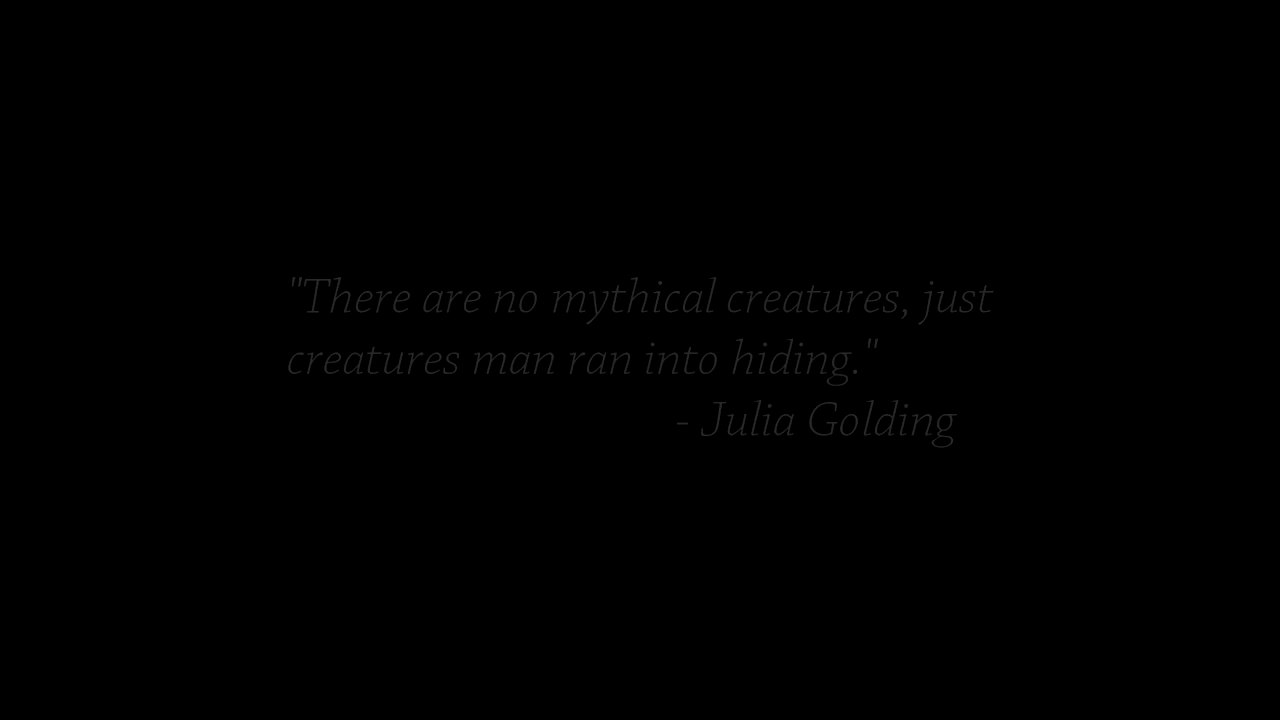 "There are no mythical creatures, just
creatures man ran into hiding."
- Julia Golding